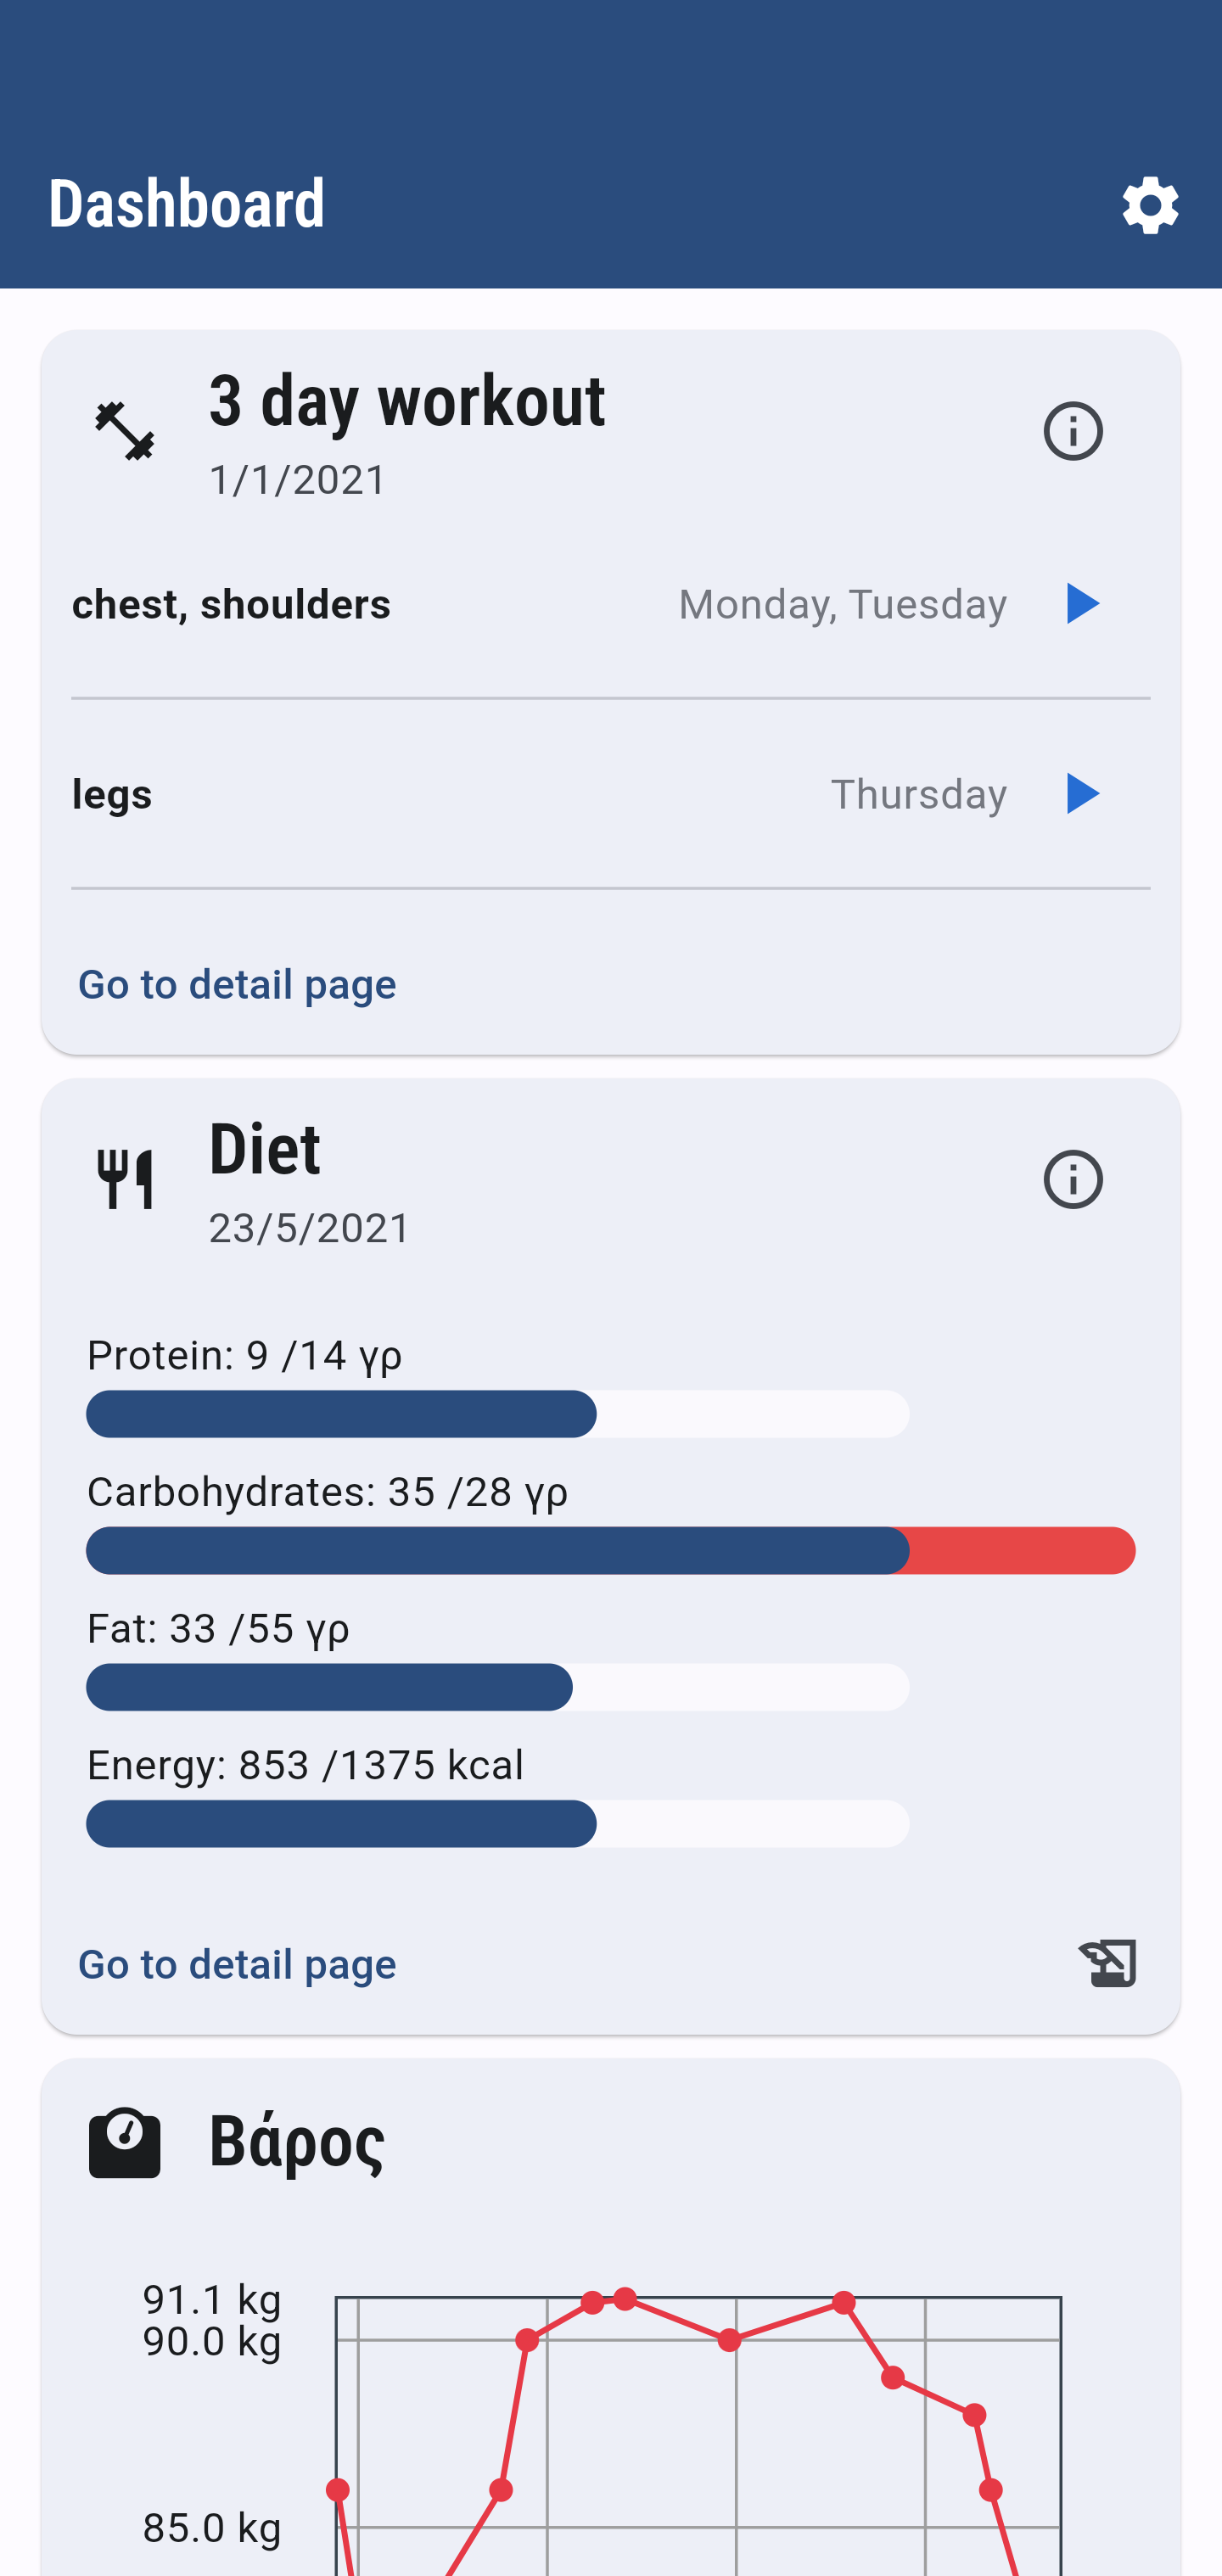 Dashboard
3 day workout
1/1/2021
chest, shoulders Monday, Tuesday
legs Thursday
Go to detail page
Diet
23/5/2021
Protein: 9 /14 γρ
Carbohydrates: 35 /28 γρ
Fat: 33 /55 γρ
Energy: 853 /1375 kcal
Go to detail page
Βάρος
91.1 kg
90.0 kg
85.0 kg